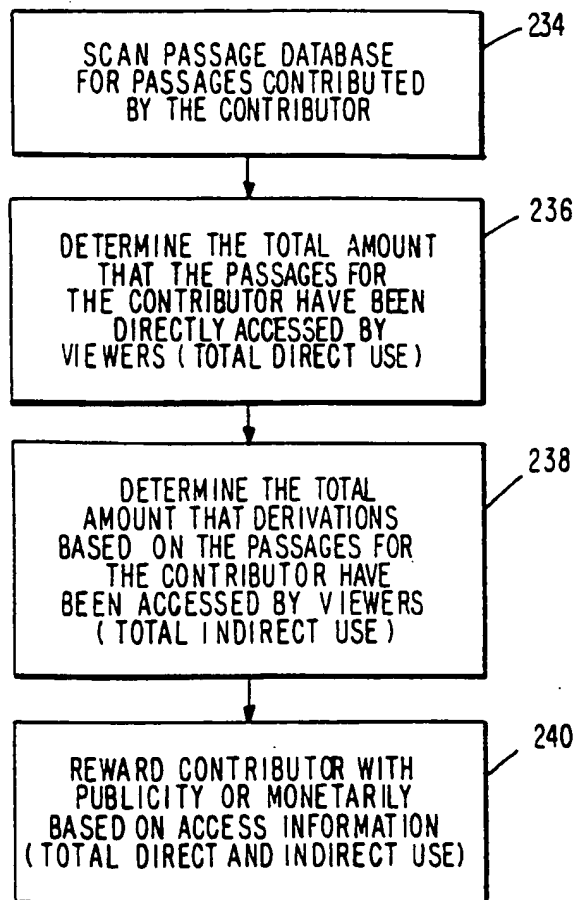 234
SCAN PASSAGE DATABASE
FOR PASSAGES CONTRIBUTED
BY THE CONTRIBUTOR
236
DETERMINE THE TOTAL AMOUNT
THAT THE PASSAGES FOR
THE CONTRIBUTOR HAVE BEEN
DIRECTLY ACCESSED BY
VIEWERS (TOTAL DIRECT USE)
238
DETERMINE THE TOTAL
AMOUNT THAT DERIVATIONS
BASED ON THE PASSAGES FOR
THE CONTRIBUTOR HAVE
BEEN ACCESSED BY VIEWERS
(TOTAL INDIRECT USE)
240
REWARD CONTRIBUTOR WITH
PUBLICITY OR MONETARILY
BASED ON ACCESS INFORMATION
(TOTAL DIRECT AND INDIRECT USE)